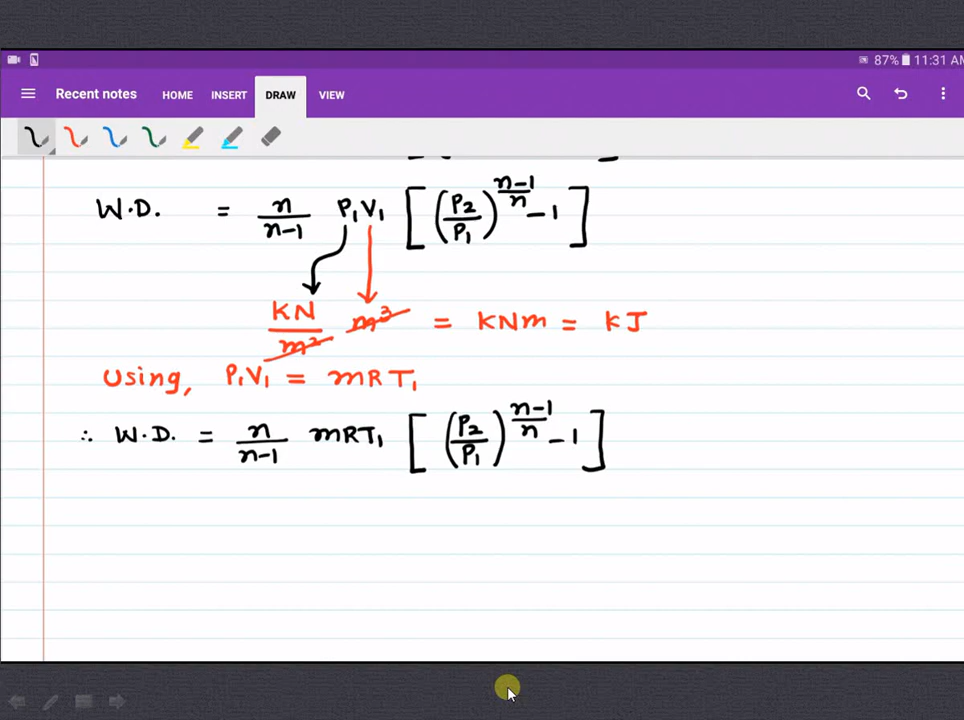 87% 11:31 AM
Recent notes HOME INSERT DRAW VIEW
W.D. = n/(n-1) P₁V₁ [(P₂/P₁)^((n-1)/n) - 1]
KN/m² m³ = KNm = KJ
Using, P₁V₁ = mRT₁
∴ W.D. = n/(n-1) mRT₁ [(P₂/P₁)^((n-1)/n) - 1]